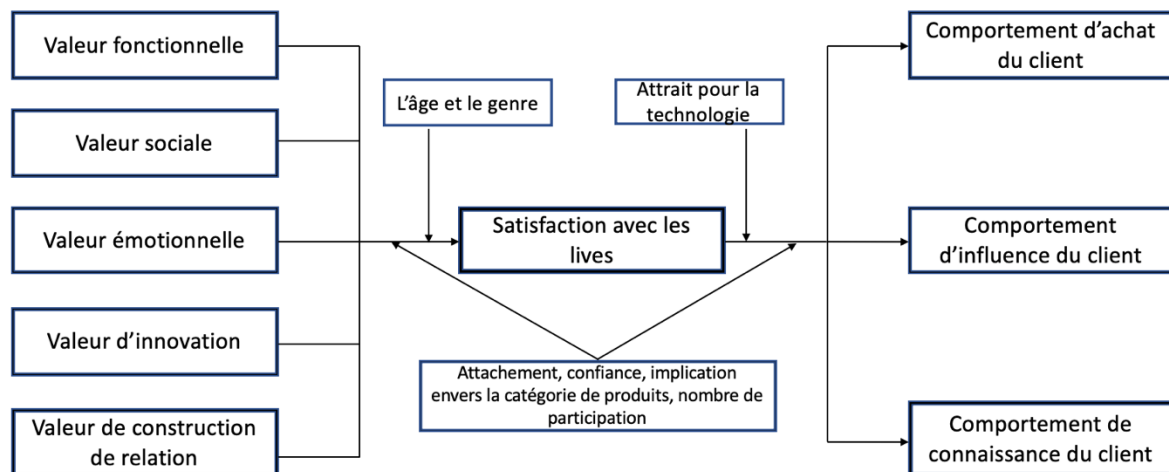 Valeur fonctionnelle
Valeur sociale
Valeur émotionnelle
Valeur d’innovation
Valeur de construction
de relation
L’âge et le genre
Attrait pour la
technologie
Satisfaction avec les
lives
Attachement, confiance, implication
envers la catégorie de produits, nombre de
participation
Comportement d’achat
du client
Comportement
d’influence du client
Comportement de
connaissance du client